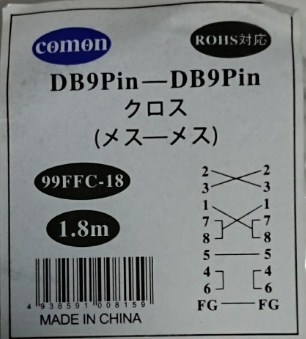 comon
ROHS対応
DB9Pin—DB9Pin
クロス
(メス—メス)
99FFC-18
1.8m
2 2
3 3
1 1
7 7
8 8
5 5
4 4
6 6
FG FG
4 938591 008159
MADE IN CHINA